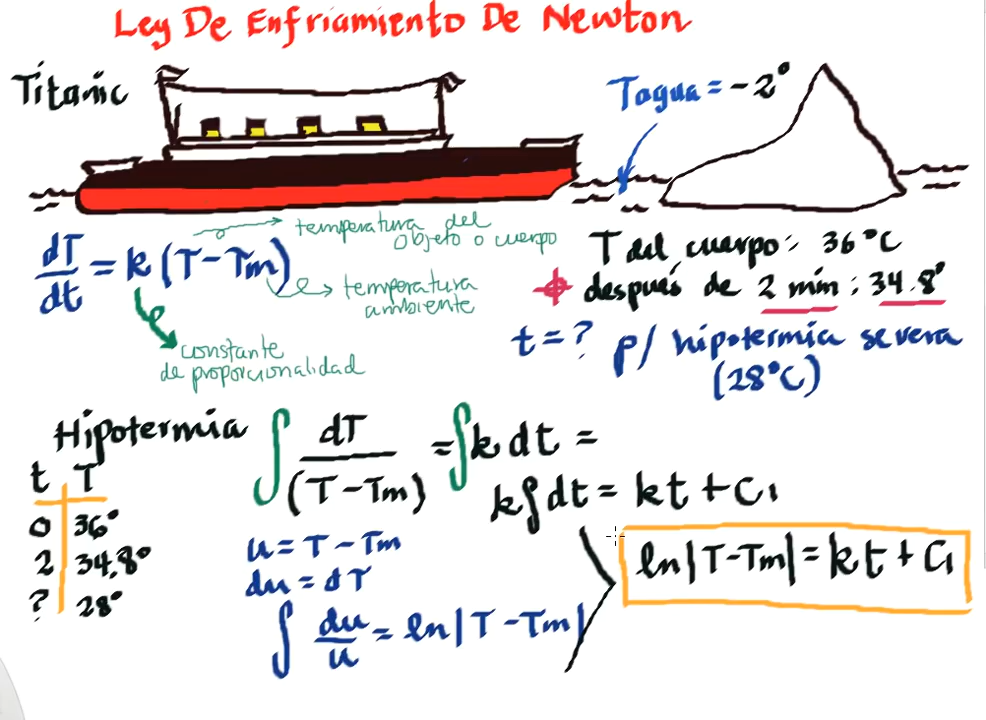 Ley De Enfriamiento De Newton
Titanic
Tagua = -2°
dT/dt = k (T - Tm)
temperatura del
objeto o cuerpo
temperatura
ambiente
constante
de proporcionalidad
T del cuerpo: 36°C
después de 2 min: 34.8°
t = ? p/ hipotermia severa
(28°C)
Hipotermia
t T
0 36°
2 34.8°
? 28°
∫ dT/(T - Tm) = ∫ k dt =
k∫ dt = kt + C1
u = T - Tm
du = dT
∫ du/u = ln|T - Tm|
ln|T - Tm| = kt + C1